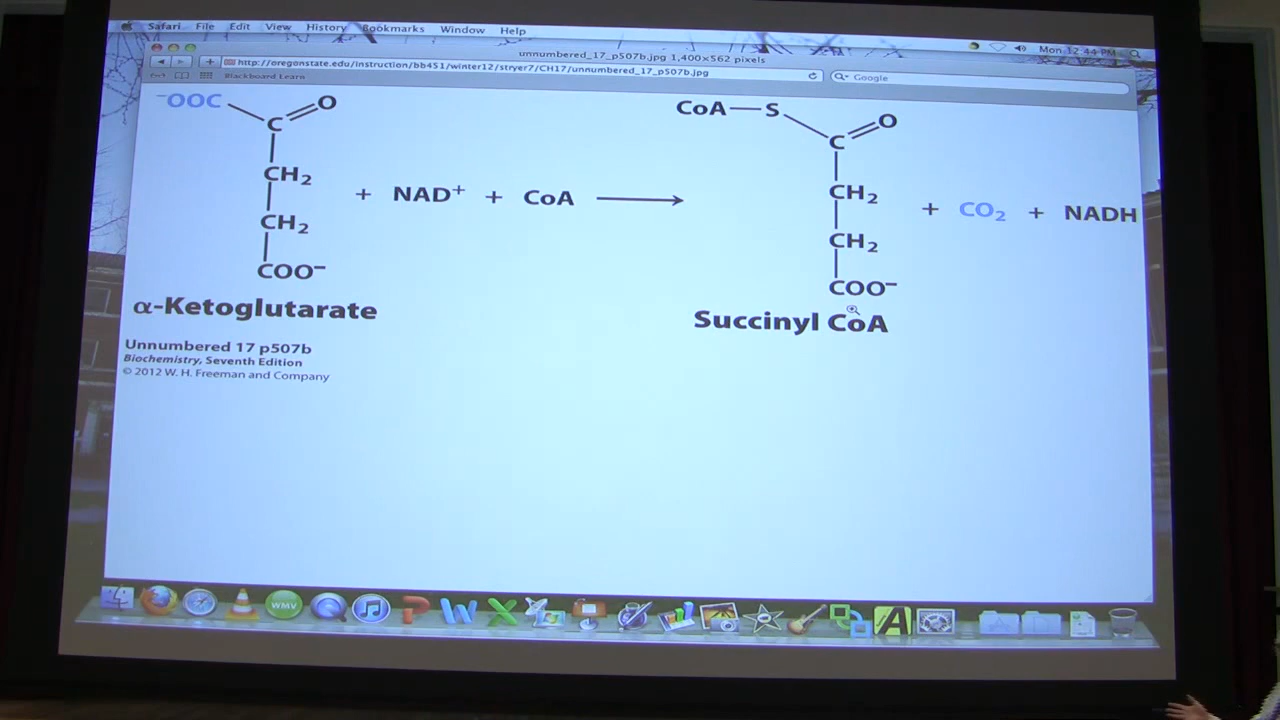 Safari File Edit View History Bookmarks Window Help Mon 12:44 PM
unnumbered_17_p507b.jpg 1,400×562 pixels
http://oregonstate.edu/instruction/bb451/winter12/stryer7/CH17/unnumbered_17_p507b.jpg Google
Blackboard Learn
⁻OOC O CoA—S O
C C
CH₂ CH₂
+ NAD⁺ + CoA ⟶ + CO₂ + NADH
CH₂ CH₂
COO⁻ COO⁻
α-Ketoglutarate Succinyl CoA
Unnumbered 17 p507b
Biochemistry, Seventh Edition
© 2012 W. H. Freeman and Company
WMV